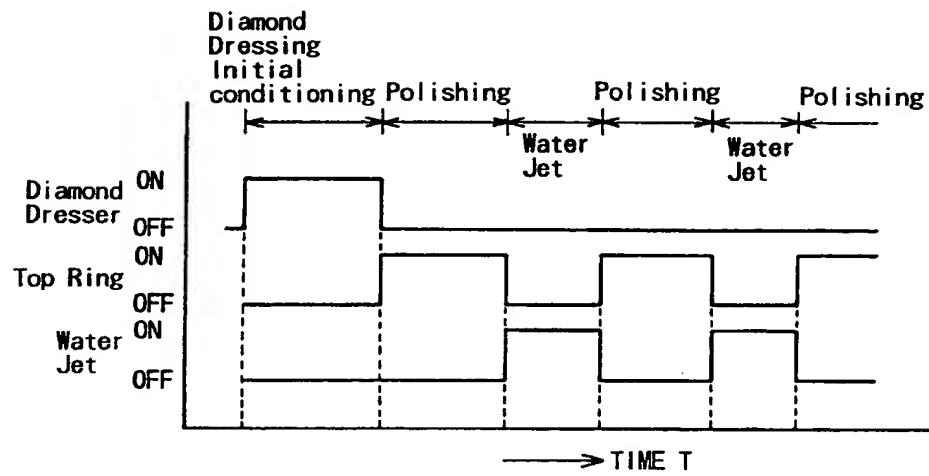 Diamond
Dressing
Initial
conditioning
Polishing
Water
Jet
Polishing
Water
Jet
Polishing
Diamond
Dresser
ON
OFF
Top Ring
ON
OFF
Water
Jet
ON
OFF
TIME T